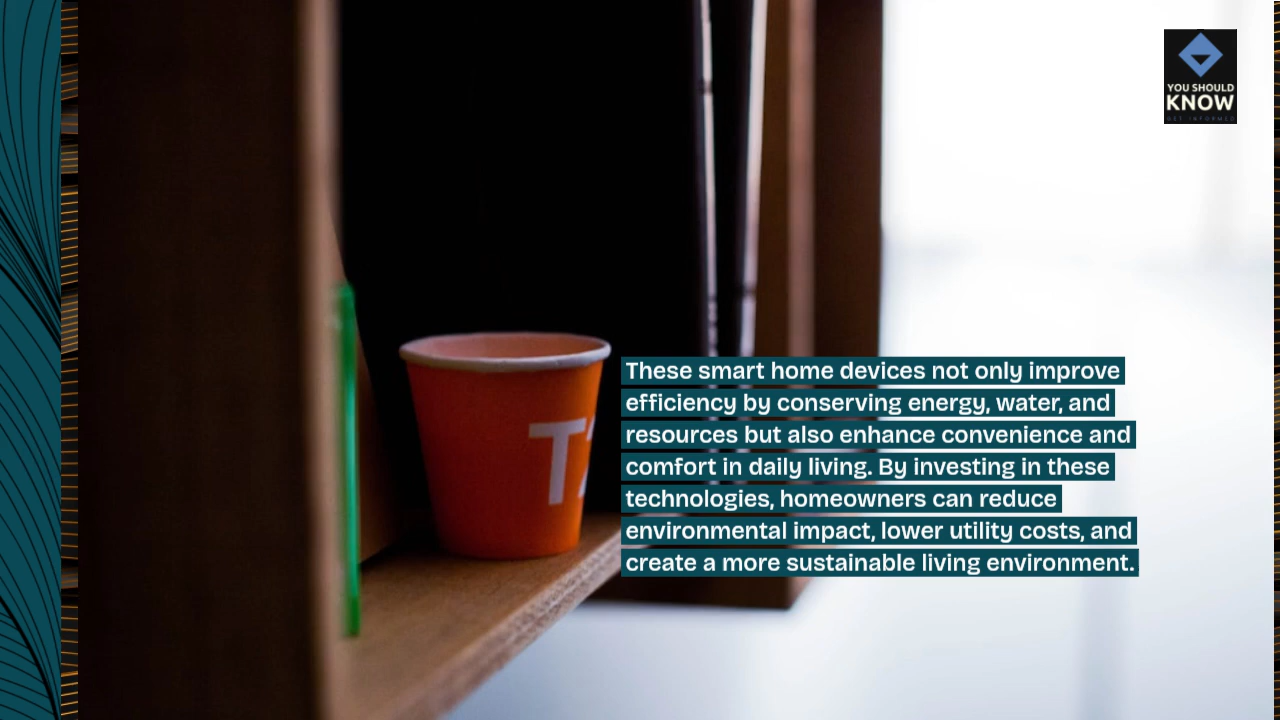 YOU SHOULD
KNOW
GET INFORMED
These smart home devices not only improve
efficiency by conserving energy, water, and
resources but also enhance convenience and
comfort in daily living. By investing in these
technologies, homeowners can reduce
environmental impact, lower utility costs, and
create a more sustainable living environment.